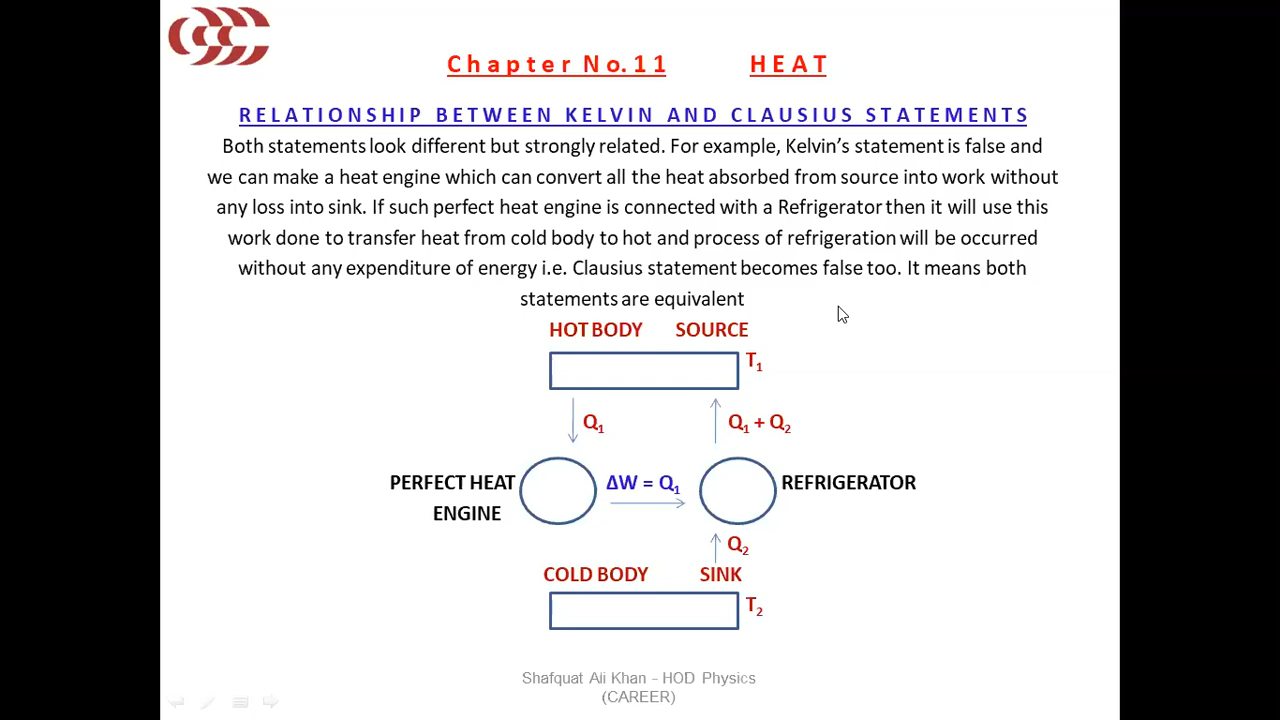 Chapter No.11 HEAT
RELATIONSHIP BETWEEN KELVIN AND CLAUSIUS STATEMENTS
Both statements look different but strongly related. For example, Kelvin's statement is false and
we can make a heat engine which can convert all the heat absorbed from source into work without
any loss into sink. If such perfect heat engine is connected with a Refrigerator then it will use this
work done to transfer heat from cold body to hot and process of refrigeration will be occurred
without any expenditure of energy i.e. Clausius statement becomes false too. It means both
statements are equivalent
HOT BODY SOURCE
T₁
Q₁ Q₁ + Q₂
PERFECT HEAT ΔW = Q₁ REFRIGERATOR
ENGINE
Q₂
COLD BODY SINK
T₂
Shafquat Ali Khan - HOD Physics
(CAREER)